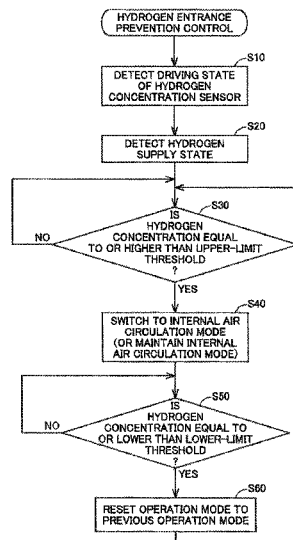 HYDROGEN ENTRANCE
PREVENTION CONTROL
S10
DETECT DRIVING STATE
OF HYDROGEN
CONCENTRATION SENSOR
S20
DETECT HYDROGEN
SUPPLY STATE
S30
IS
HYDROGEN
CONCENTRATION EQUAL
TO OR HIGHER THAN UPPER-LIMIT
THRESHOLD
?
NO
YES
S40
SWITCH TO INTERNAL AIR
CIRCULATION MODE
(OR MAINTAIN INTERNAL
AIR CIRCULATION MODE)
S50
IS
HYDROGEN
CONCENTRATION EQUAL TO
OR LOWER THAN LOWER-LIMIT
THRESHOLD
?
NO
YES
S60
RESET OPERATION MODE TO
PREVIOUS OPERATION MODE